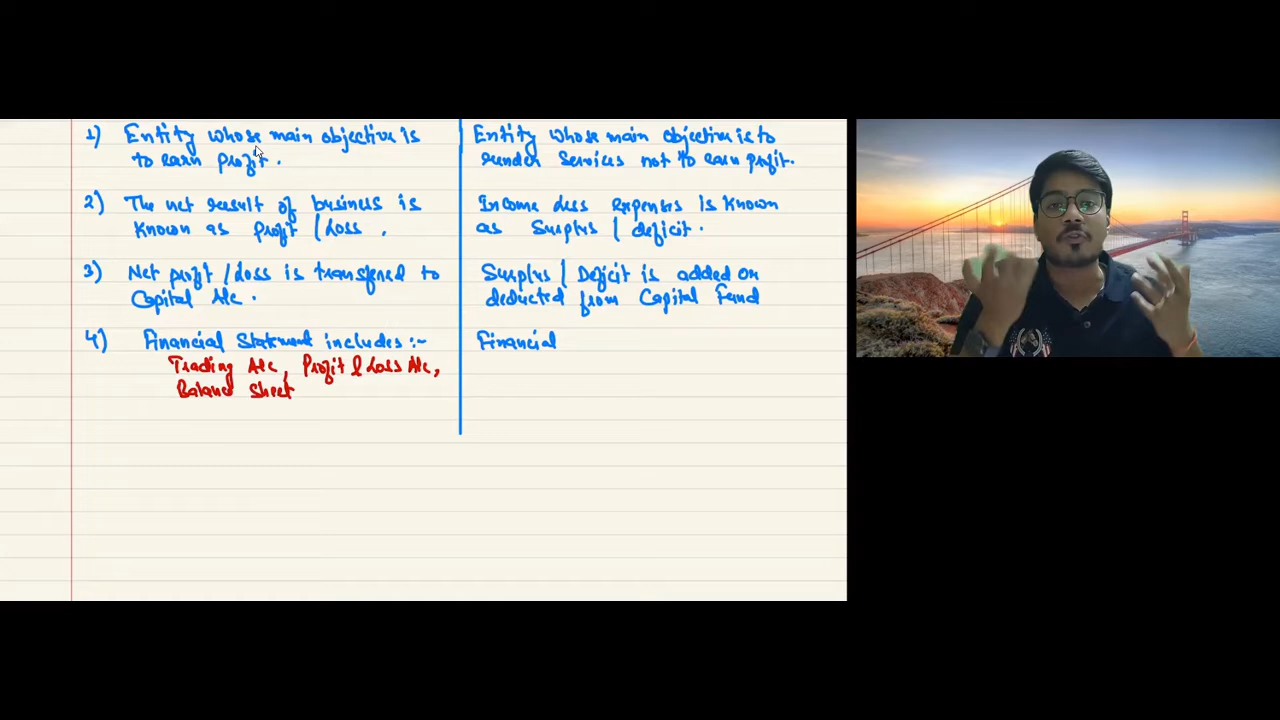 1) Entity whose main objective is
to earn profit.
Entity whose main objective is to
render services not to earn profit.
2) The net result of business is
known as profit / Loss .
Income less Expenses is known
as Surplus / deficit.
3) Net profit / loss is transferred to
Capital A/c .
Surplus / Deficit is added or
deducted from Capital Fund
4) Financial Statement includes :-
Trading A/c, Profit & Loss A/c,
Balance Sheet
Financial